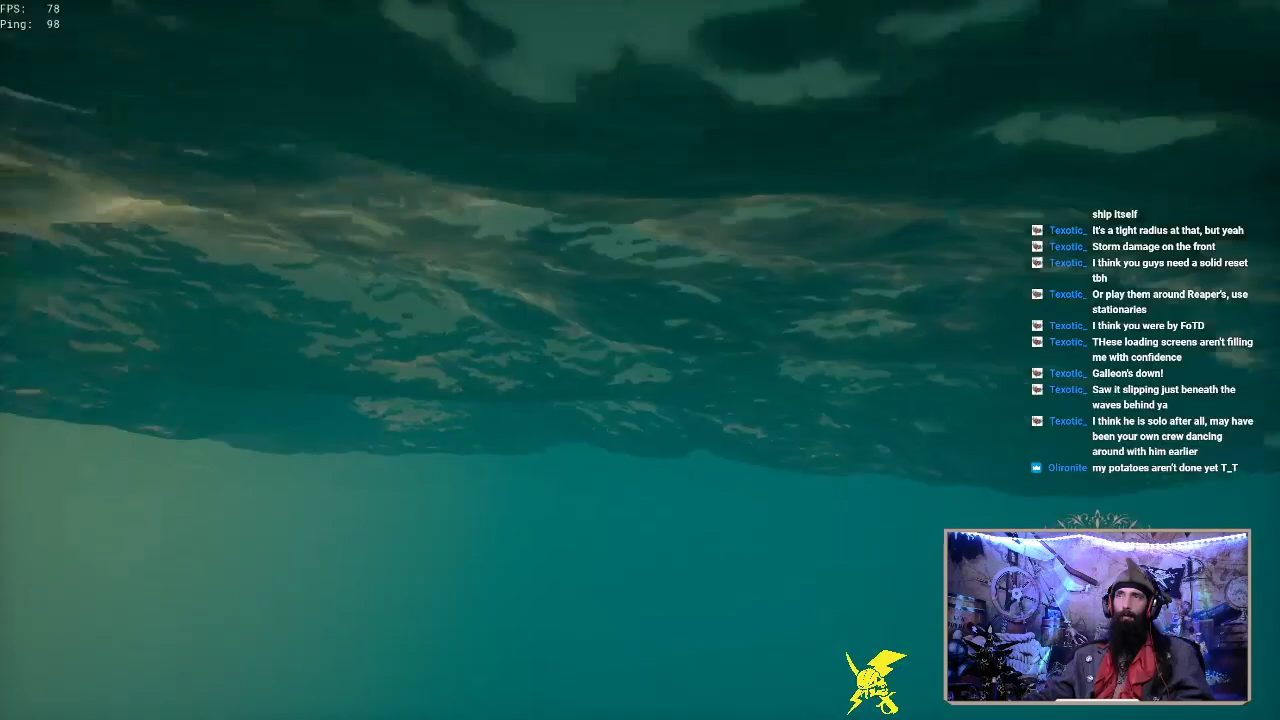 FPS: 78
Ping: 98
ship itself
Texotic_ It's a tight radius at that, but yeah
Texotic_ Storm damage on the front
Texotic_ I think you guys need a solid reset
tbh
Texotic_ Or play them around Reaper's, use
stationaries
Texotic_ I think you were by FoTD
Texotic_ THese loading screens aren't filling
me with confidence
Texotic_ Galleon's down!
Texotic_ Saw it slipping just beneath the
waves behind ya
Texotic_ I think he is solo after all, may have
been your own crew dancing
around with him earlier
Olironite my potatoes aren't done yet T_T